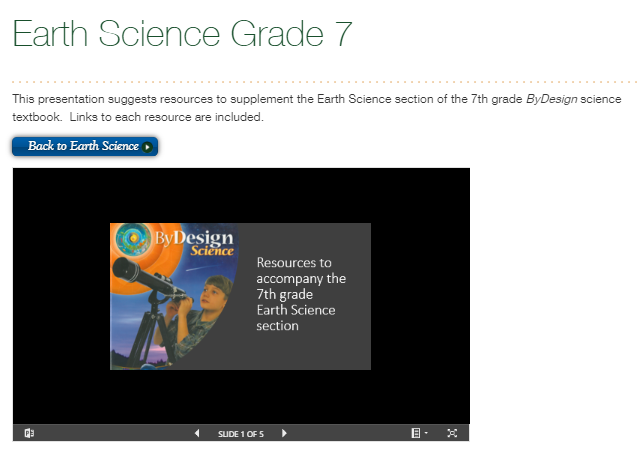 Earth Science Grade 7
This presentation suggests resources to supplement the Earth Science section of the 7th grade ByDesign science
textbook. Links to each resource are included.
Back to Earth Science
ByDesign
Science
Resources to
accompany the
7th grade
Earth Science
section
SLIDE 1 OF 5